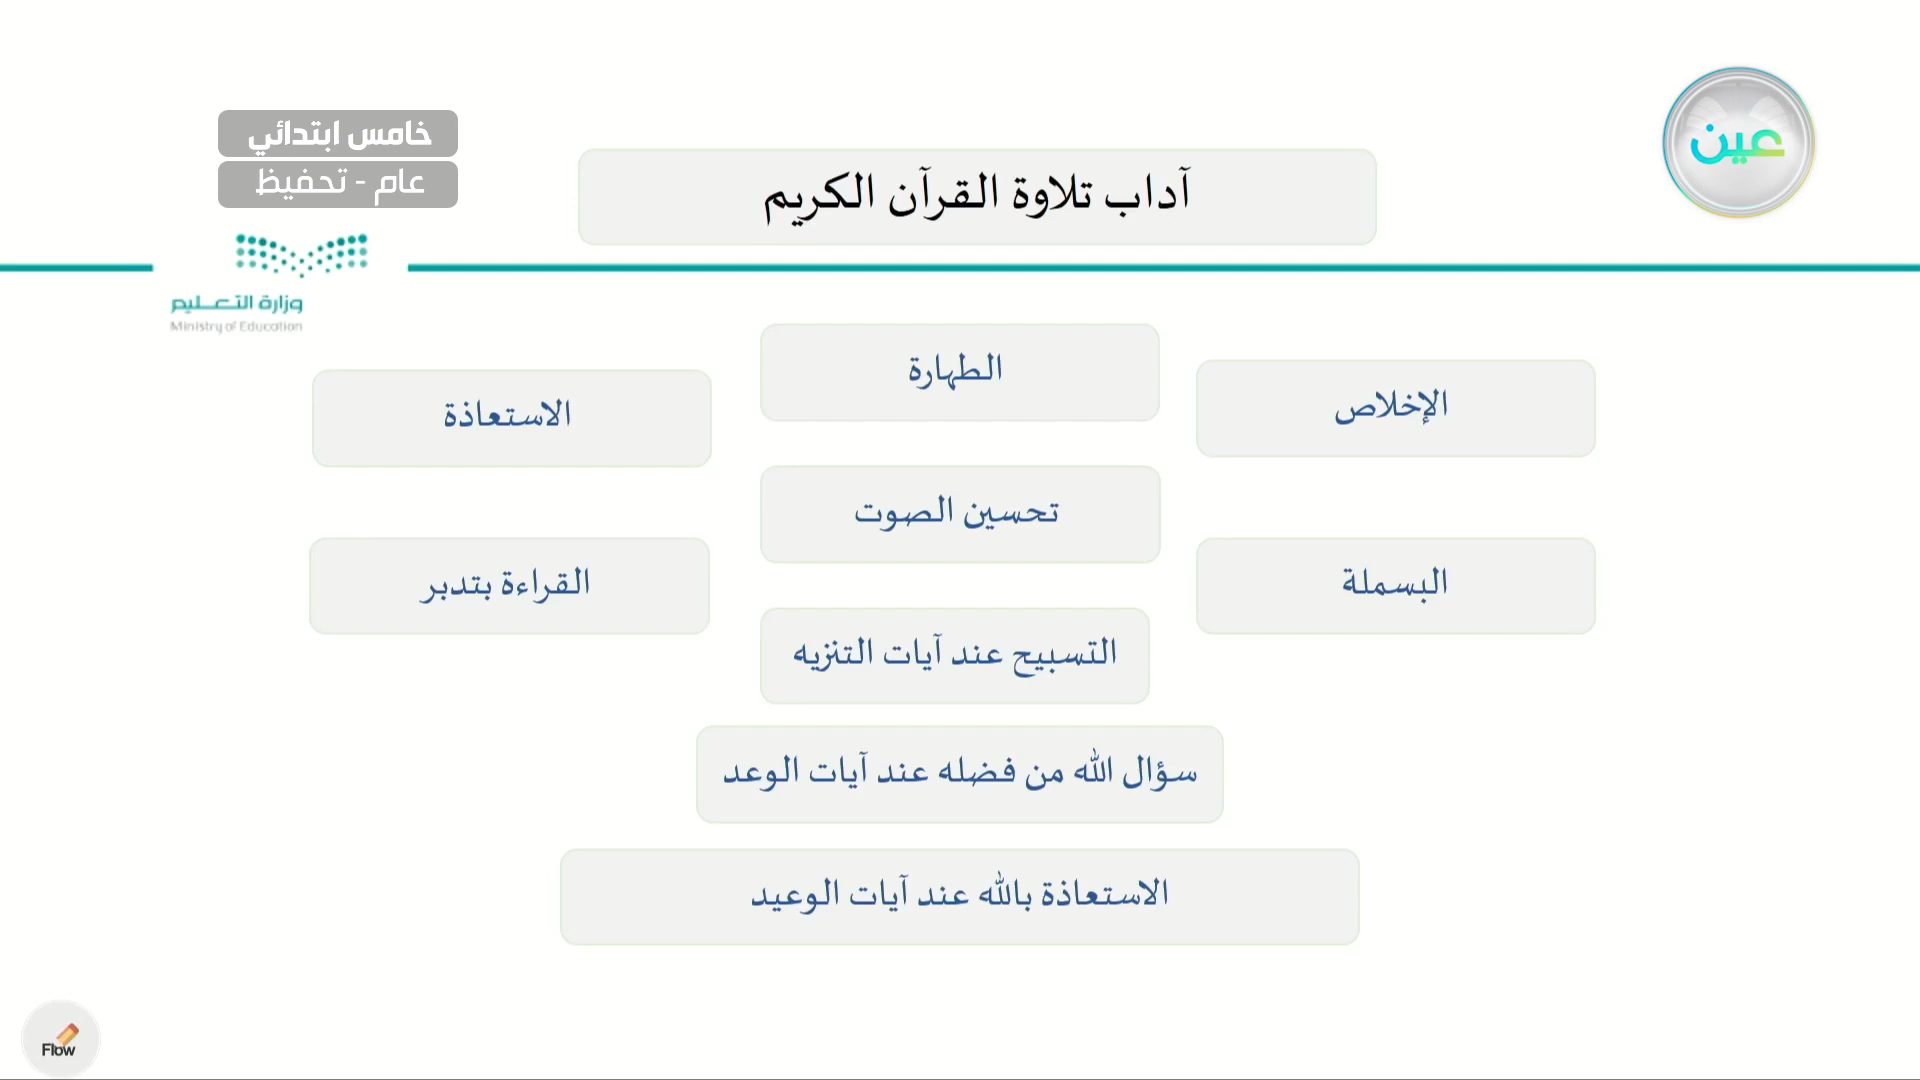 خامس ابتدائي
عام - تحفيظ
عين
آداب تلاوة القرآن الكريم
وزارة التعليم
Ministry of Education
الإخلاص
الطهارة
الاستعاذة
تحسين الصوت
البسملة
القراءة بتدبر
التسبيح عند آيات التنزيه
سؤال الله من فضله عند آيات الوعد
الاستعاذة بالله عند آيات الوعيد
Flow